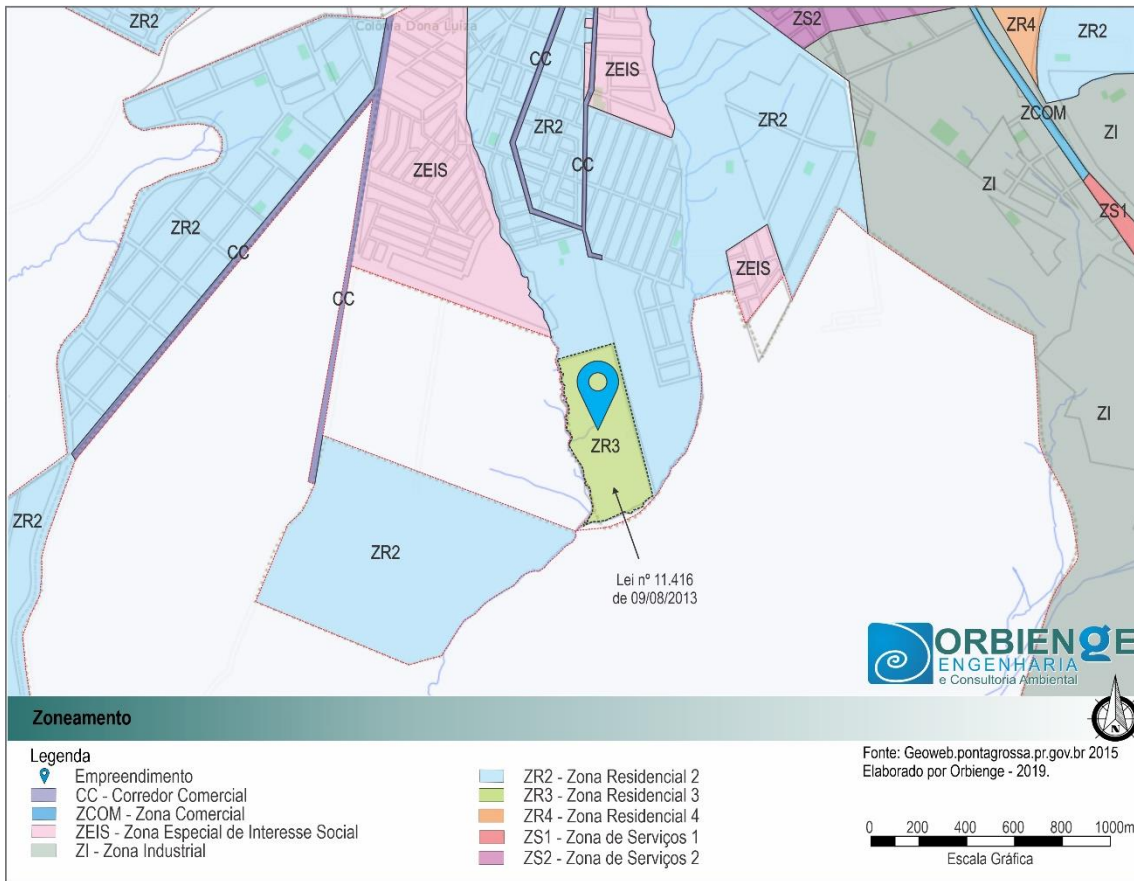 Colônia Dona Luíza
ZS2
ZR4
ZR2
CC
ZEIS
ZR2
ZR2
ZCOM
ZI
CC
ZEIS
ZI
ZR2
CC
ZS1
ZEIS
CC
ZI
ZR3
ZR2
ZR2
Lei nº 11.416
de 09/08/2013
ORBIENGE
ENGENHARIA
e Consultoria Ambiental
Zoneamento
N
Legenda
Empreendimento
CC - Corredor Comercial
ZCOM - Zona Comercial
ZEIS - Zona Especial de Interesse Social
ZI - Zona Industrial
ZR2 - Zona Residencial 2
ZR3 - Zona Residencial 3
ZR4 - Zona Residencial 4
ZS1 - Zona de Serviços 1
ZS2 - Zona de Serviços 2
Fonte: Geoweb.pontagrossa.pr.gov.br 2015
Elaborado por Orbienge - 2019.
0 200 400 600 800 1000m
Escala Gráfica